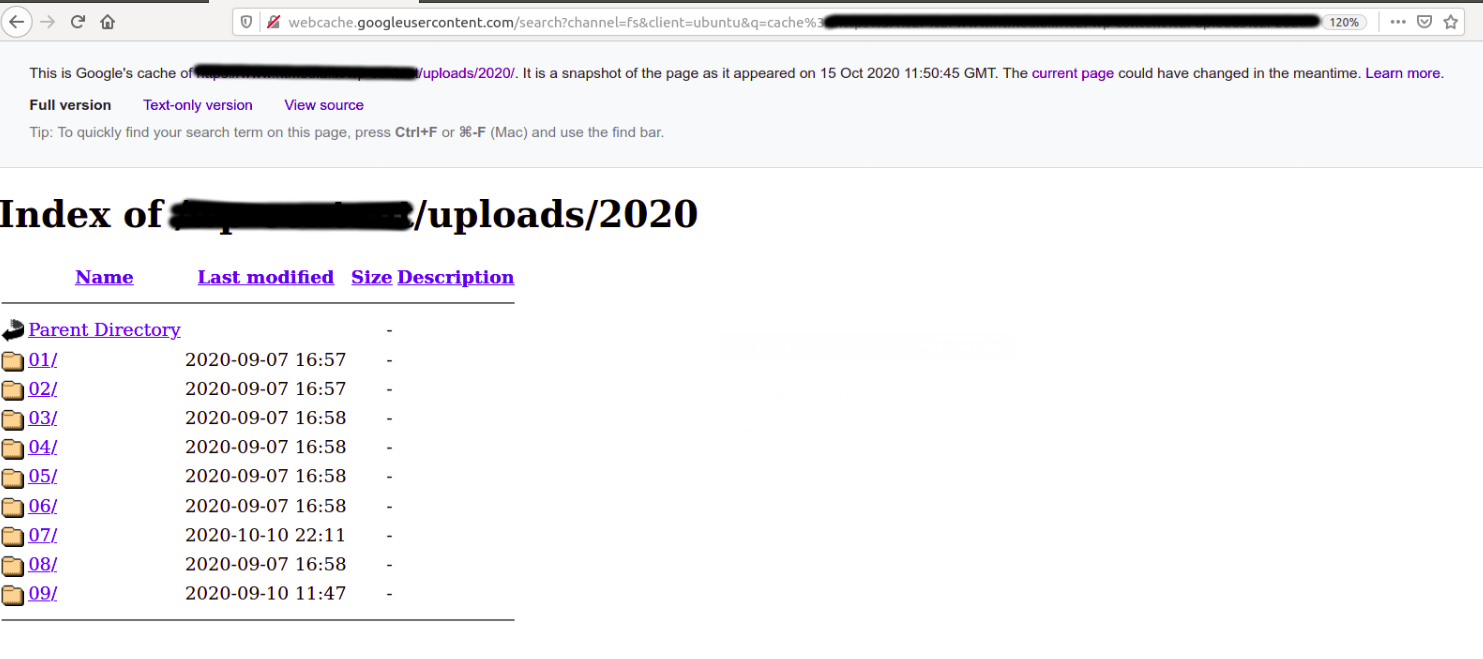 webcache.googleusercontent.com/search?channel=fs&client=ubuntu&q=cache%3 120%
This is Google's cache of /uploads/2020/. It is a snapshot of the page as it appeared on 15 Oct 2020 11:50:45 GMT. The current page could have changed in the meantime. Learn more.
Full version Text-only version View source
Tip: To quickly find your search term on this page, press Ctrl+F or ⌘-F (Mac) and use the find bar.
Index of /uploads/2020
Name Last modified Size Description
Parent Directory -
01/ 2020-09-07 16:57 -
02/ 2020-09-07 16:57 -
03/ 2020-09-07 16:58 -
04/ 2020-09-07 16:58 -
05/ 2020-09-07 16:58 -
06/ 2020-09-07 16:58 -
07/ 2020-10-10 22:11 -
08/ 2020-09-07 16:58 -
09/ 2020-09-10 11:47 -